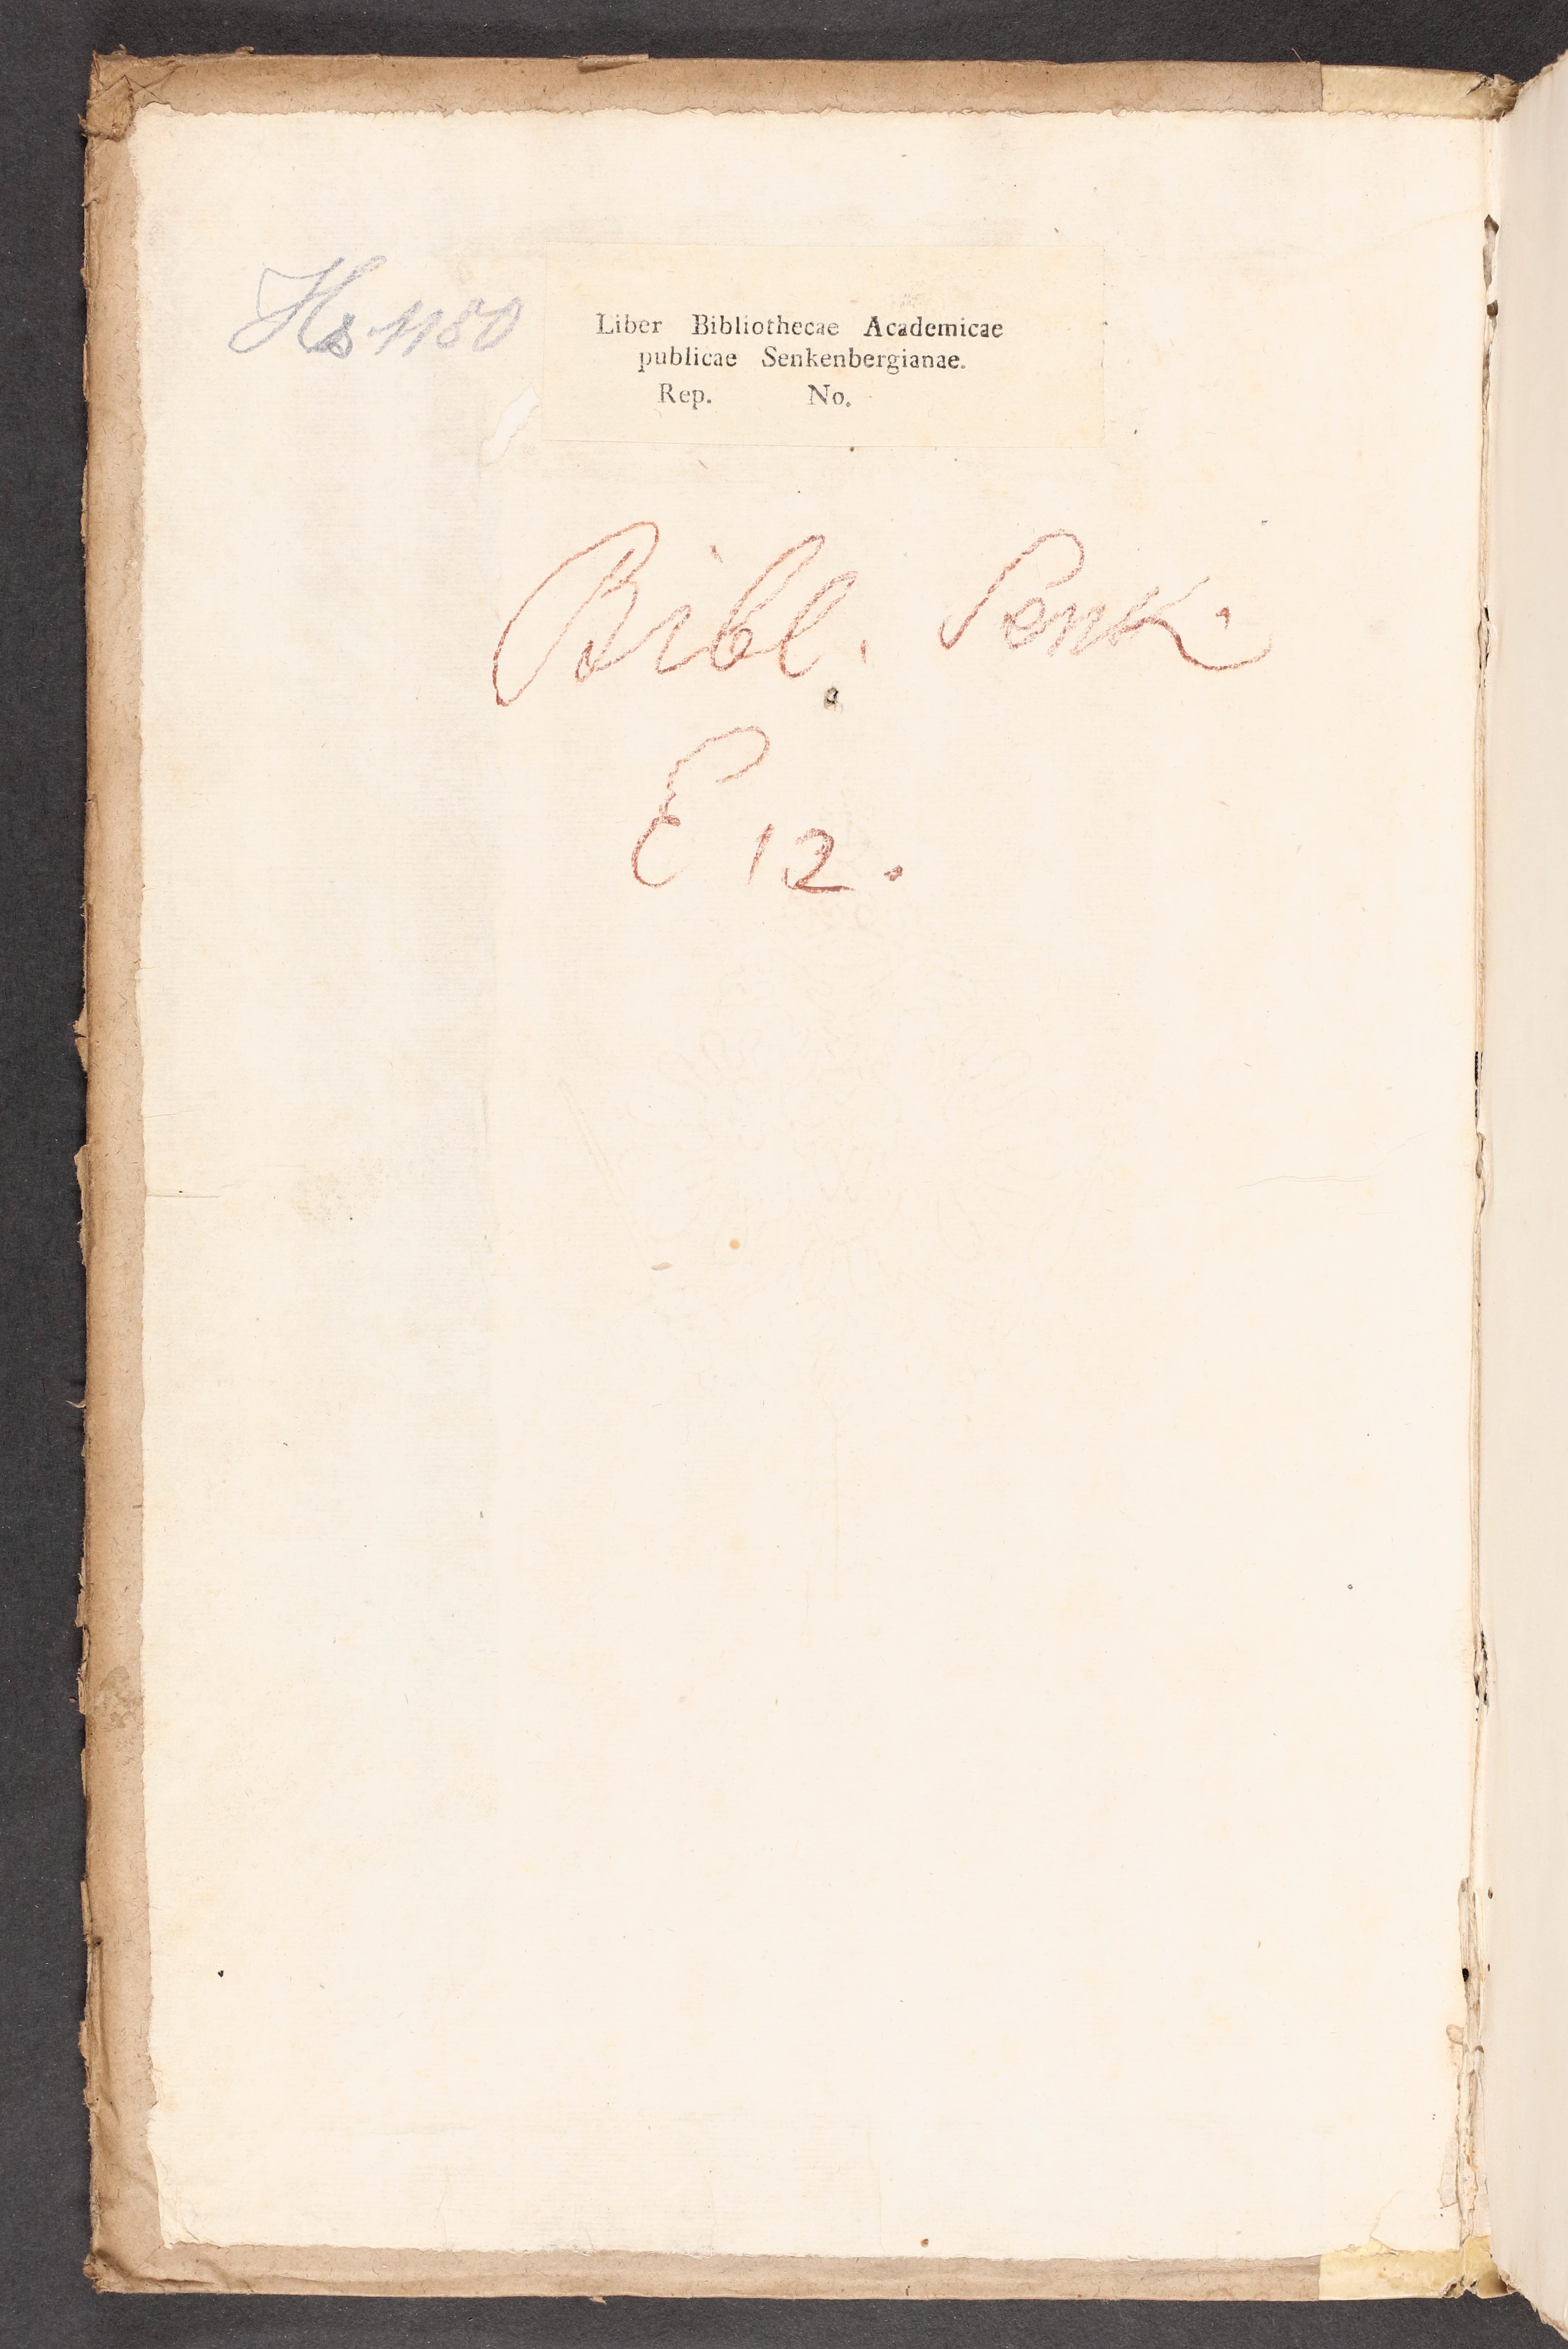 Hs 1180
Liber Bibliothecae Academicae
publicae Senkenbergianae.
Rep. No.
Bibl. Senk.
E 12.